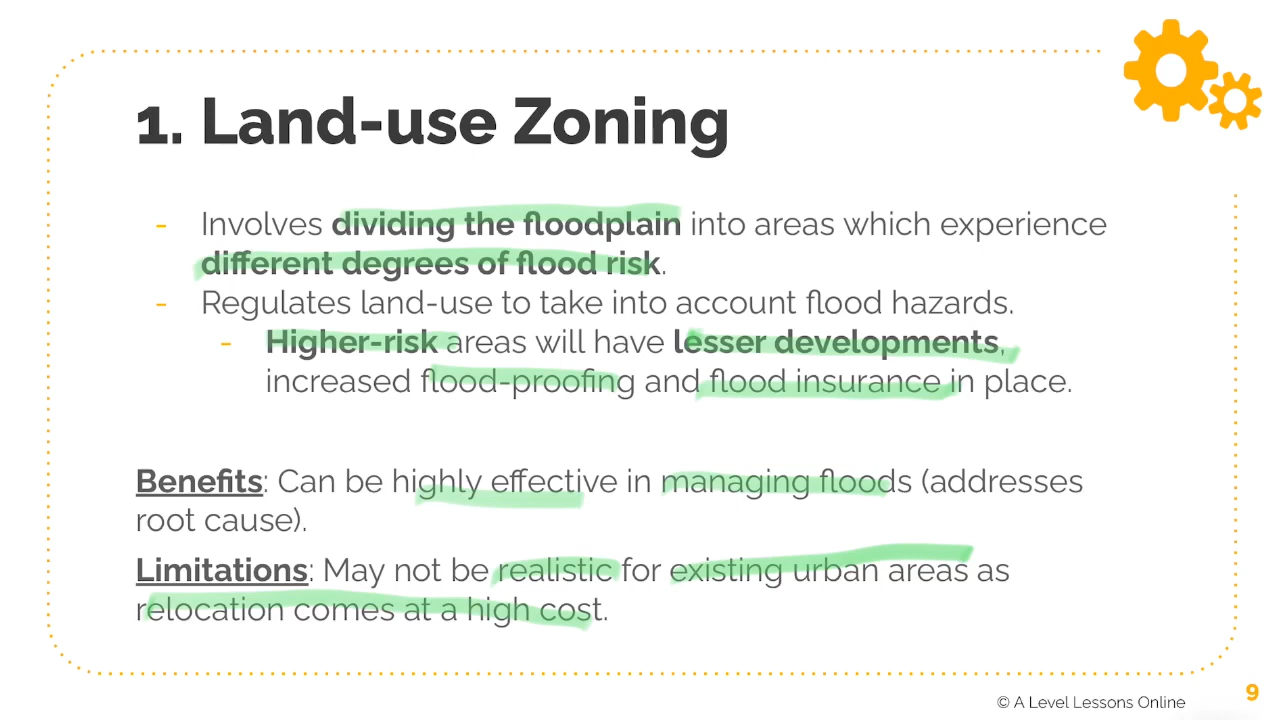 1. Land-use Zoning
- Involves dividing the floodplain into areas which experience
different degrees of flood risk.
- Regulates land-use to take into account flood hazards.
- Higher-risk areas will have lesser developments,
increased flood-proofing and flood insurance in place.
Benefits: Can be highly effective in managing floods (addresses
root cause).
Limitations: May not be realistic for existing urban areas as
relocation comes at a high cost.
© A Level Lessons Online
9